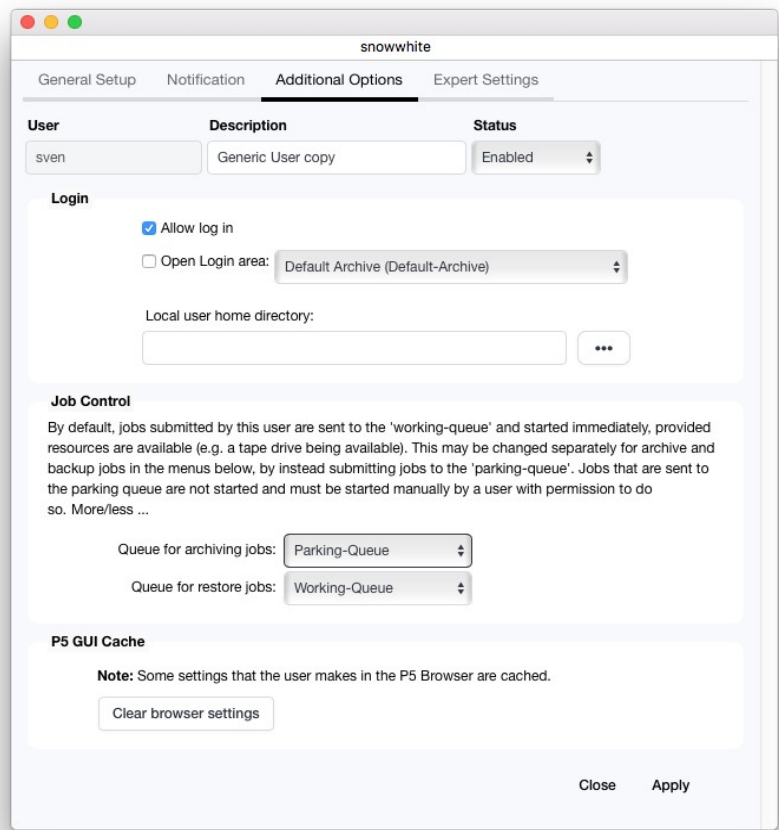 snowwhite
General Setup Notification Additional Options Expert Settings
User Description Status
sven Generic User copy Enabled
Login
Allow log in
Open Login area: Default Archive (Default-Archive)
Local user home directory:
•••
Job Control
By default, jobs submitted by this user are sent to the 'working-queue' and started immediately, provided
resources are available (e.g. a tape drive being available). This may be changed separately for archive and
backup jobs in the menus below, by instead submitting jobs to the 'parking-queue'. Jobs that are sent to
the parking queue are not started and must be started manually by a user with permission to do
so. More/less ...
Queue for archiving jobs: Parking-Queue
Queue for restore jobs: Working-Queue
P5 GUI Cache
Note: Some settings that the user makes in the P5 Browser are cached.
Clear browser settings
Close Apply